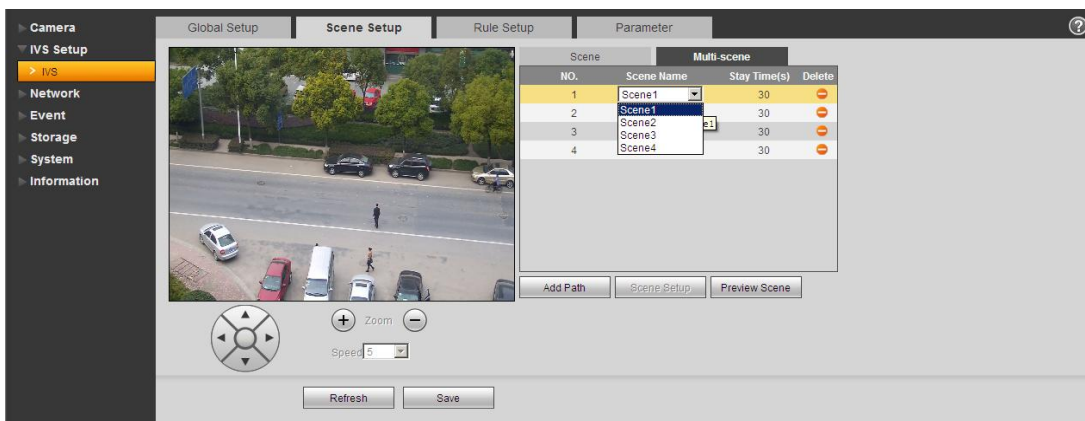 Camera
IVS Setup
> IVS
Network
Event
Storage
System
Information
Global Setup Scene Setup Rule Setup Parameter
?
Scene Multi-scene
NO. Scene Name Stay Time(s) Delete
1 Scene1 30
2 30
3 30
4 30
Scene1
Scene2
Scene3
Scene4
e1
Add Path Scene Setup Preview Scene
Zoom
Speed 5
Refresh Save